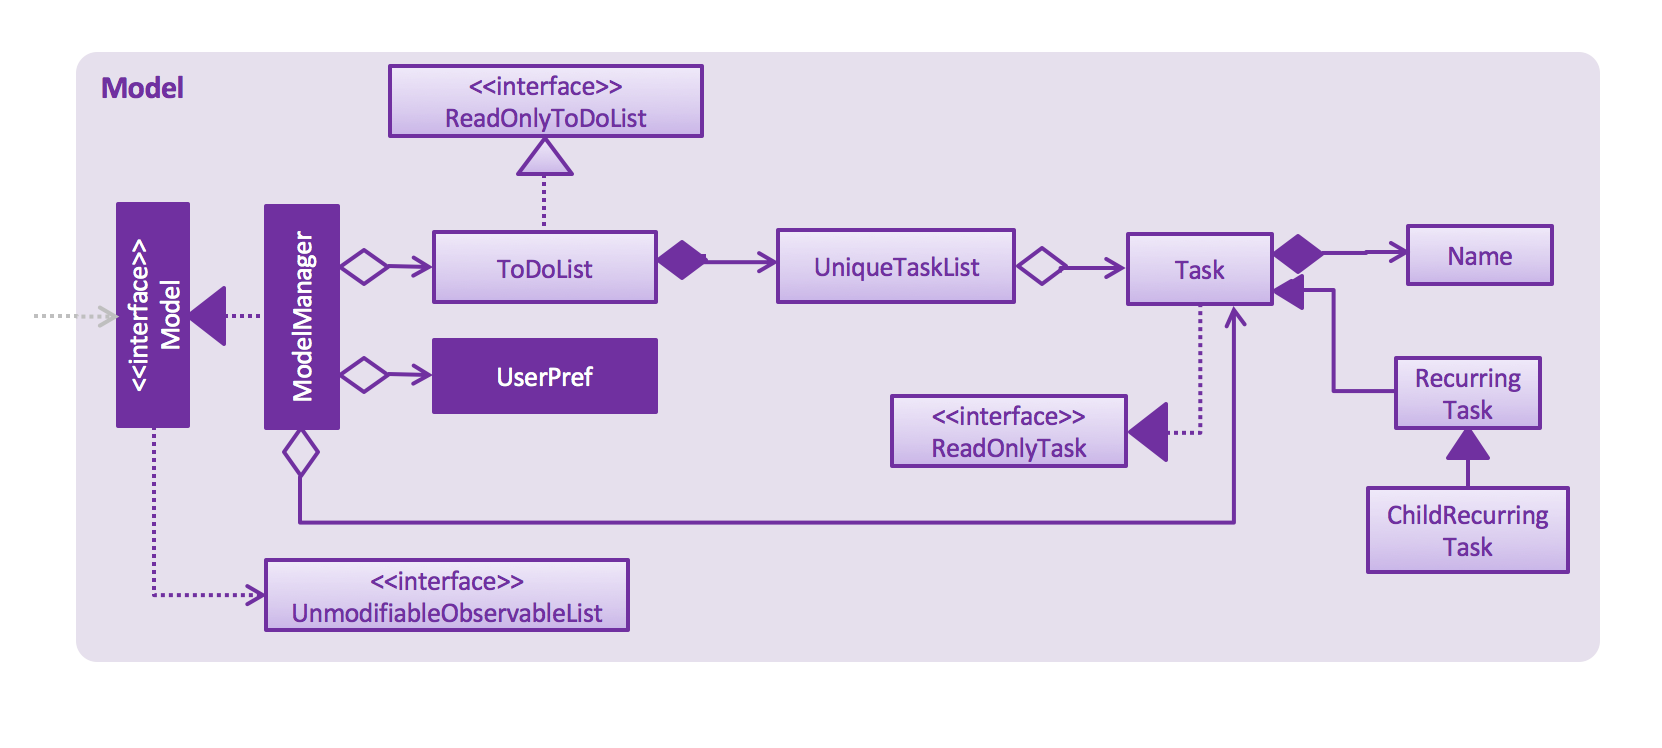 Model
<<interface>>
ReadOnlyToDoList
<<interface>>
Model
ModelManager
ToDoList
UniqueTaskList
Task
Name
UserPref
<<interface>>
ReadOnlyTask
Recurring
Task
ChildRecurring
Task
<<interface>>
UnmodifiableObservableList